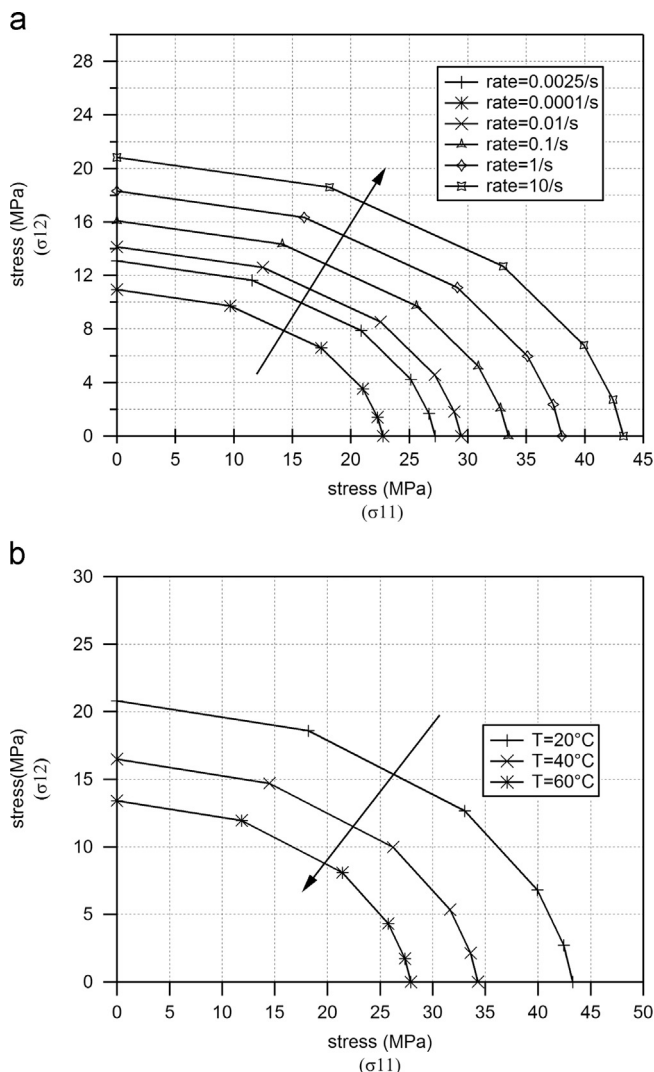 a
28
24
20
16
12
8
4
0
stress (MPa)
(σ12)
rate=0.0025/s
rate=0.0001/s
rate=0.01/s
rate=0.1/s
rate=1/s
rate=10/s
0 5 10 15 20 25 30 35 40 45
stress (MPa)
(σ11)
b
30
25
20
15
10
5
0
stress(MPa)
(σ12)
T=20°C
T=40°C
T=60°C
0 5 10 15 20 25 30 35 40 45 50
stress (MPa)
(σ11)